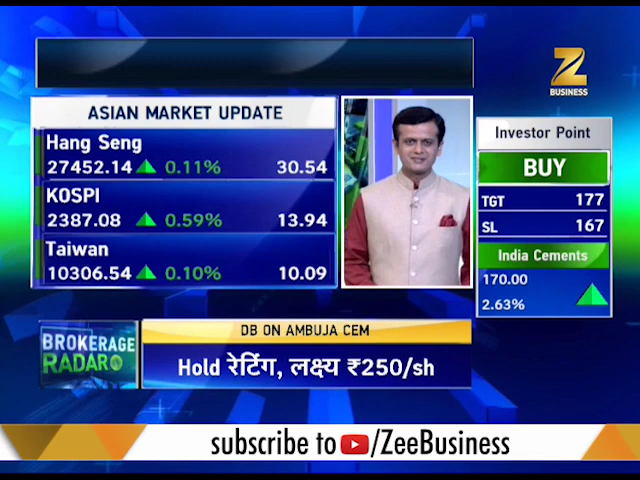 Z
BUSINESS
ASIAN MARKET UPDATE
Hang Seng
27452.14 0.11% 30.54
KOSPI
2387.08 0.59% 13.94
Taiwan
10306.54 0.10% 10.09
Investor Point
BUY
TGT 177
SL 167
India Cements
170.00
2.63%
BROKERAGE
RADAR
DB ON AMBUJA CEM
Hold रेटिंग, लक्ष्य ₹250/sh
subscribe to /ZeeBusiness